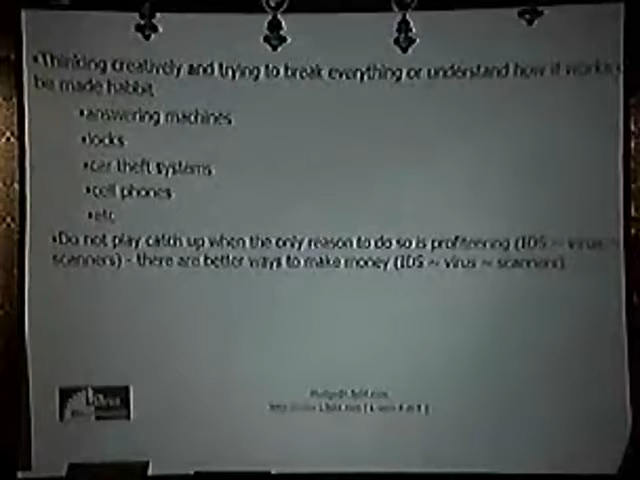 •Thinking creatively and trying to break everything or understand how it works
be made habbit
•answering machines
•locks
•car theft systems
•cell phones
•etc
•Do not play catch up when the only reason to do so is profiteering (IDS ~ virus ~
scanners) - there are better ways to make money (IDS ~ virus ~ scanners)